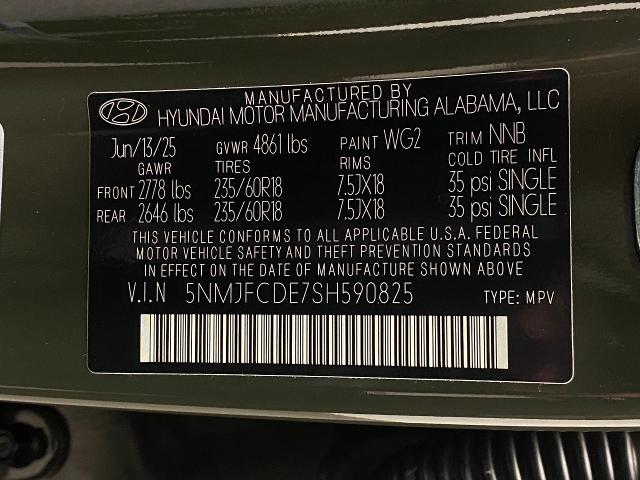 MANUFACTURED BY
HYUNDAI MOTOR MANUFACTURING ALABAMA, LLC
Jun/13/25 GVWR 4861 lbs PAINT WG2 TRIM NNB
GAWR TIRES RIMS COLD TIRE INFL
FRONT 2778 lbs 235/60R18 7.5JX18 35 psi SINGLE
REAR 2646 lbs 235/60R18 7.5JX18 35 psi SINGLE
THIS VEHICLE CONFORMS TO ALL APPLICABLE U.S.A. FEDERAL
MOTOR VEHICLE SAFETY AND THEFT PREVENTION STANDARDS
IN EFFECT ON THE DATE OF MANUFACTURE SHOWN ABOVE
V.I.N 5NMJFCDE7SH590825 TYPE: MPV